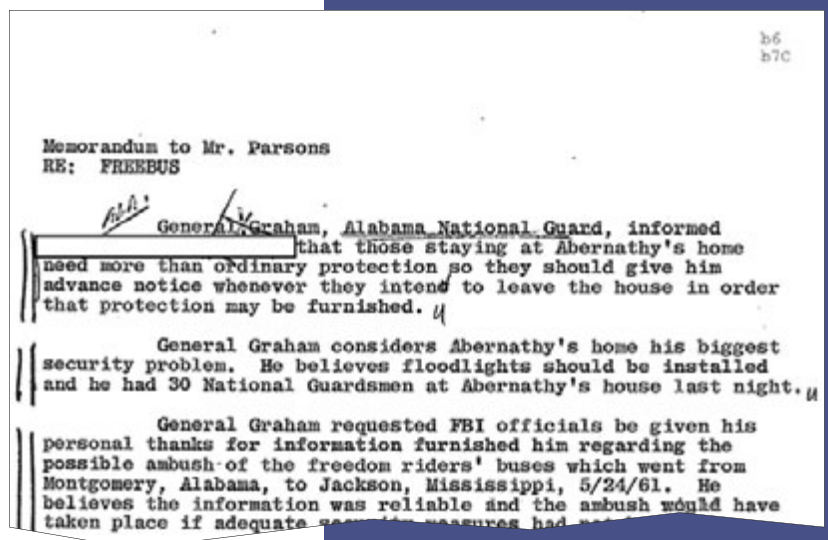 b6
b7C
Memorandum to Mr. Parsons
RE: FREEBUS
General Graham, Alabama National Guard, informed
that those staying at Abernathy's home
need more than ordinary protection so they should give him
advance notice whenever they intend to leave the house in order
that protection may be furnished.
General Graham considers Abernathy's home his biggest
security problem. He believes floodlights should be installed
and he had 30 National Guardsmen at Abernathy's house last night.
General Graham requested FBI officials be given his
personal thanks for information furnished him regarding the
possible ambush of the freedom riders' buses which went from
Montgomery, Alabama, to Jackson, Mississippi, 5/24/61. He
believes the information was reliable and the ambush would have
taken place if adequate security measures had